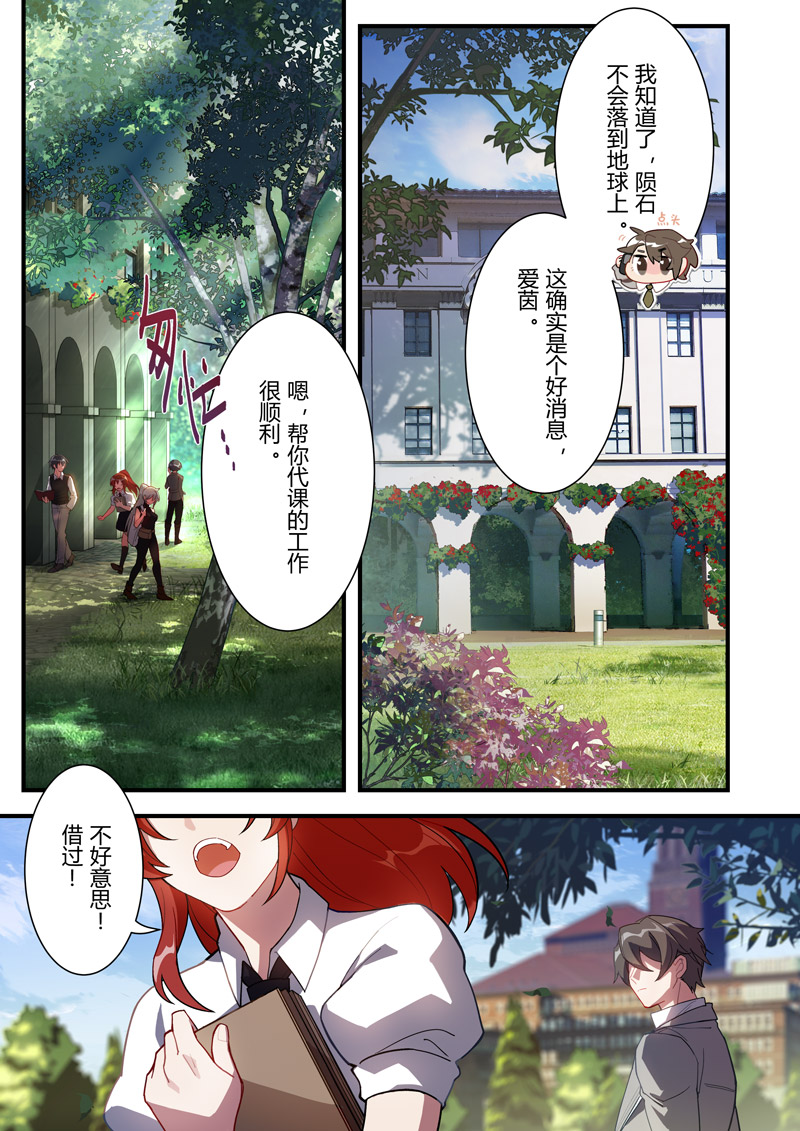 我知道了，陨石
不会落到地球上。
点头
这确实是个好消息，
爱茵。
N
U
嗯，帮你代课的工作
很顺利。
匆忙
不好意思！
借过！